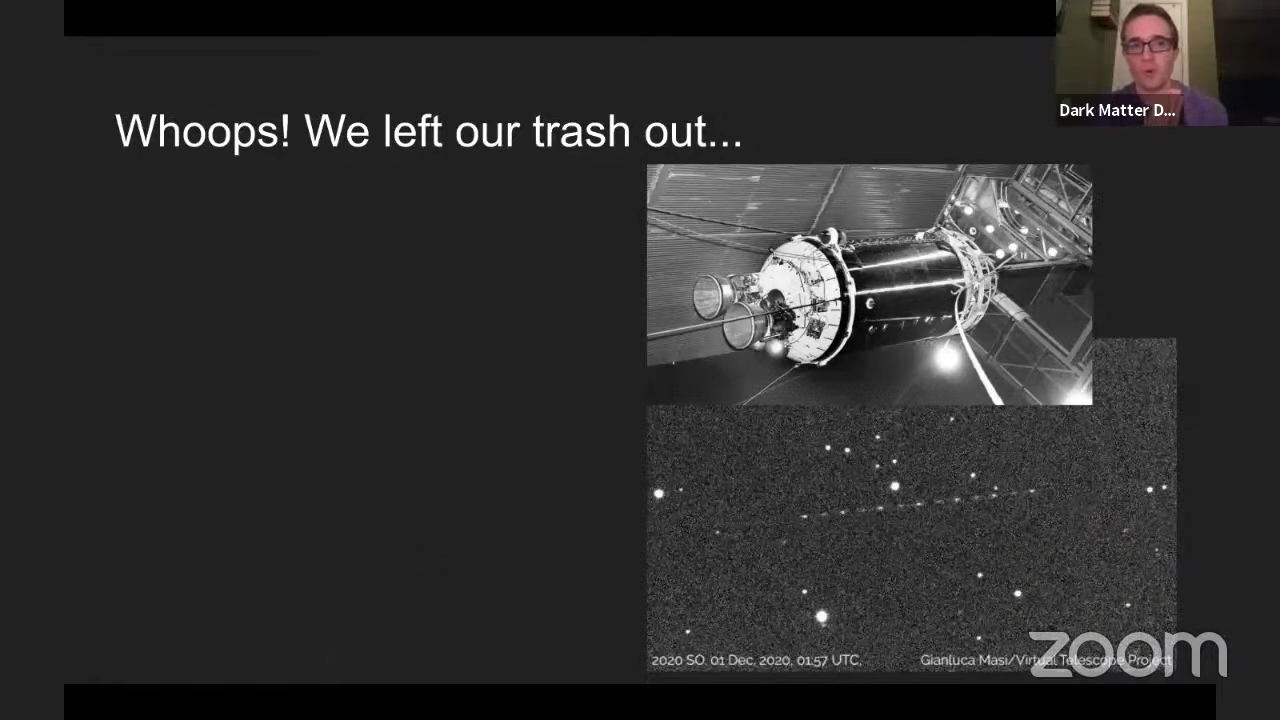 Dark Matter D...
Whoops! We left our trash out...
2020 SO. 01 Dec. 2020, 01:57 UTC,
Gianluca Masi/Virtual Telescope Project
zoom